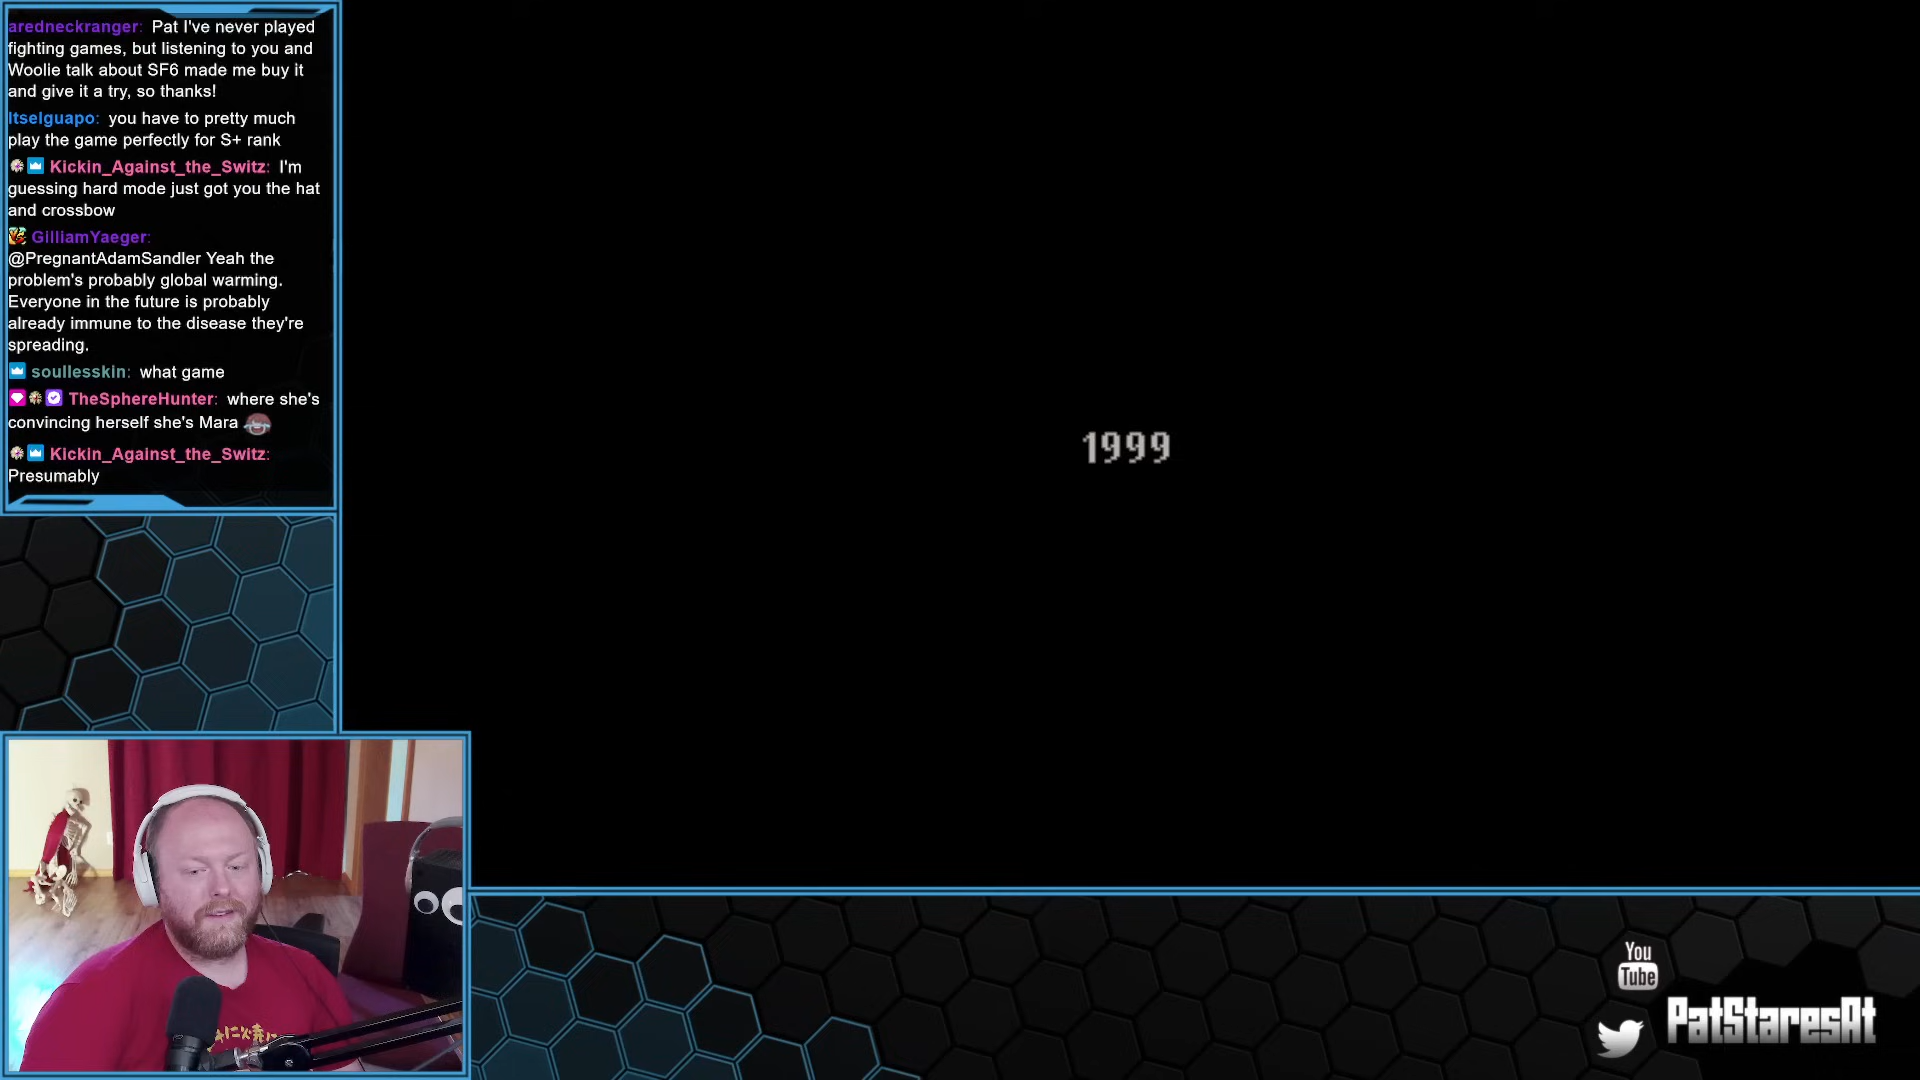 aredneckranger: Pat I've never played
fighting games, but listening to you and
Woolie talk about SF6 made me buy it
and give it a try, so thanks!
Itselguapo: you have to pretty much
play the game perfectly for S+ rank
Kickin_Against_the_Switz: I'm
guessing hard mode just got you the hat
and crossbow
GilliamYaeger:
@PregnantAdamSandler Yeah the
problem's probably global warming.
Everyone in the future is probably
already immune to the disease they're
spreading.
soullesskin: what game
TheSphereHunter: where she's
convincing herself she's Mara
Kickin_Against_the_Switz:
Presumably
1999
You
Tube
PatStaresAt